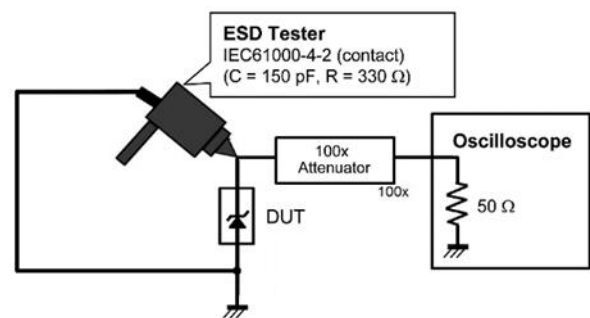 ESD Tester
IEC61000-4-2 (contact)
(C = 150 pF, R = 330 Ω)
100x
Attenuator
100x
Oscilloscope
50 Ω
DUT